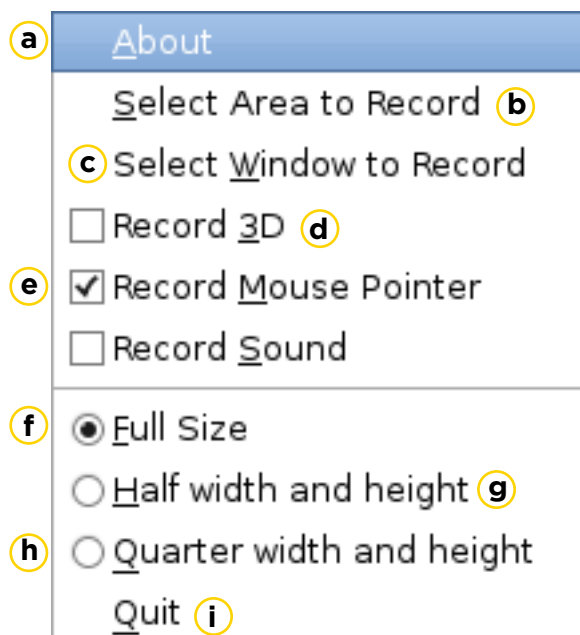 a About
Select Area to Record b
c Select Window to Record
Record 3D d
e Record Mouse Pointer
Record Sound
f Full Size
Half width and height g
h Quarter width and height
Quit i